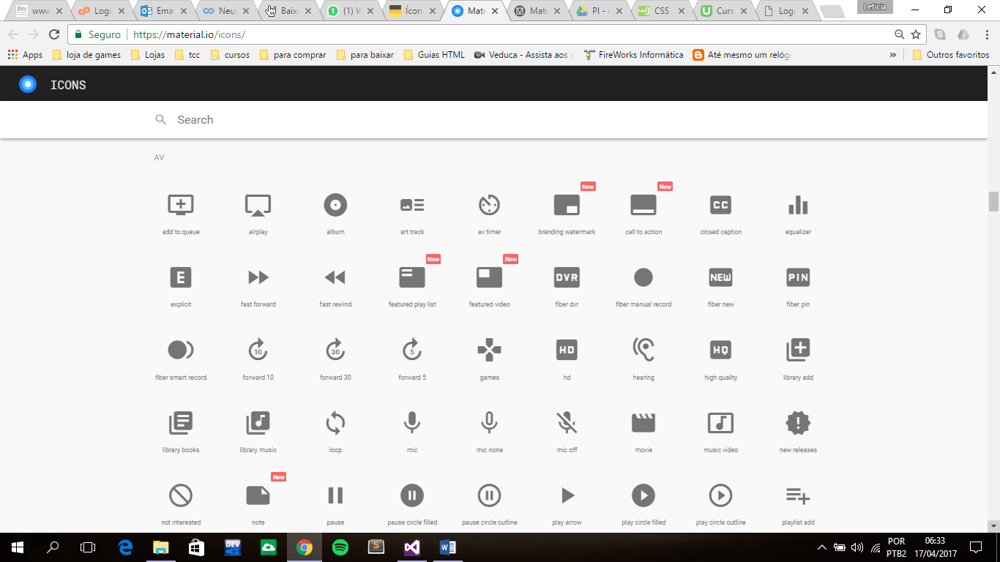 Bitz www. Logi Ema Neu Baixa (1) W Ícon Mate Mate PI - CSS Curs Logi Leticia
Seguro https://material.io/icons/
Apps loja de games Lojas tcc cursos para comprar para baixar Guias HTML Veduca - Assista aos FireWorks Informática Até mesmo um relóg » Outros favoritos
ICONS
Search
AV
New New
CC
add to queue airplay album art track av timer branding watermark call to action closed caption equalizer
New New
E DVR NEW PIN
explicit fast forward fast rewind featured play list featured video fiber dvr fiber manual record fiber new fiber pin
10 30 5 HD HQ
fiber smart record forward 10 forward 30 forward 5 games hd hearing high quality library add
library books library music loop mic mic none mic off movie music video new releases
New
not interested note pause pause circle filled pause circle outline play arrow play circle filled play circle outline playlist add
DEV C++ S POR 06:33
PTB2 17/04/2017